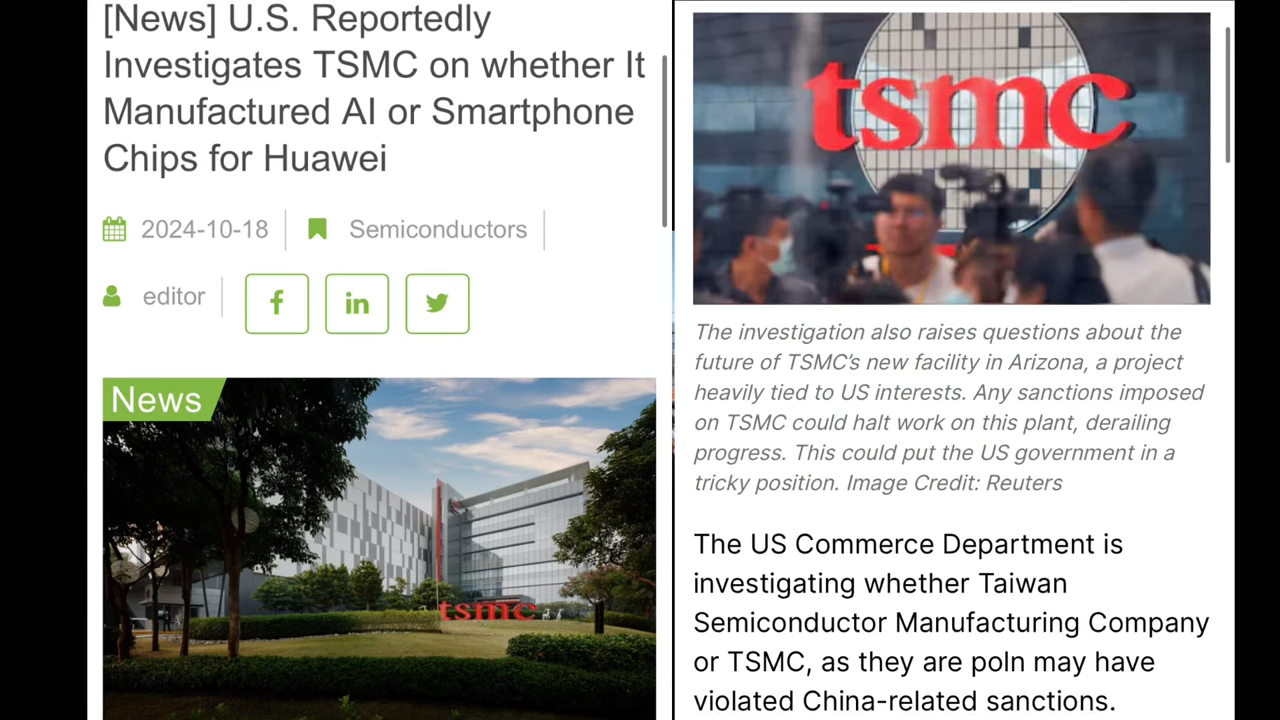 [News] U.S. Reportedly
Investigates TSMC on whether It
Manufactured AI or Smartphone
Chips for Huawei
2024-10-18
Semiconductors
editor
f
in
News
tsmc
tsmc
The investigation also raises questions about the
future of TSMC's new facility in Arizona, a project
heavily tied to US interests. Any sanctions imposed
on TSMC could halt work on this plant, derailing
progress. This could put the US government in a
tricky position. Image Credit: Reuters
The US Commerce Department is
investigating whether Taiwan
Semiconductor Manufacturing Company
or TSMC, as they are poln may have
violated China-related sanctions.